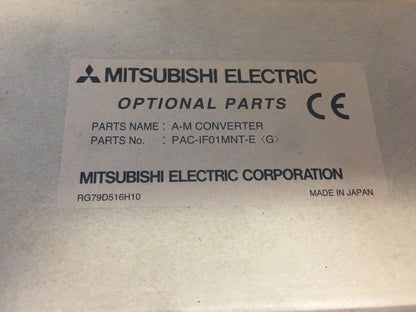 MITSUBISHI ELECTRIC
OPTIONAL PARTS CE
PARTS NAME : A-M CONVERTER
PARTS No. : PAC-IF01MNT-E〈G〉
MITSUBISHI ELECTRIC CORPORATION
RG79D516H10 MADE IN JAPAN